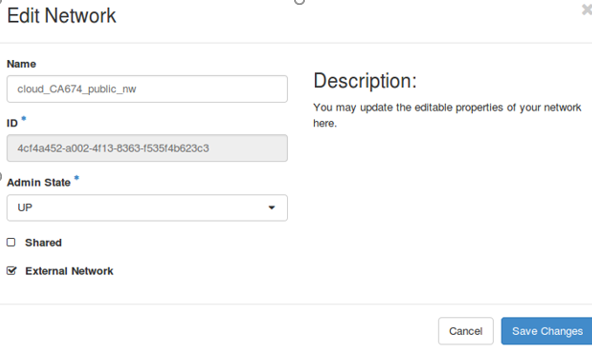 Edit Network
×
Name
cloud_CA674_public_nw
ID *
4cf4a452-a002-4f13-8363-f535f4b623c3
Admin State *
UP
Shared
External Network
Description:
You may update the editable properties of your network
here.
Cancel
Save Changes